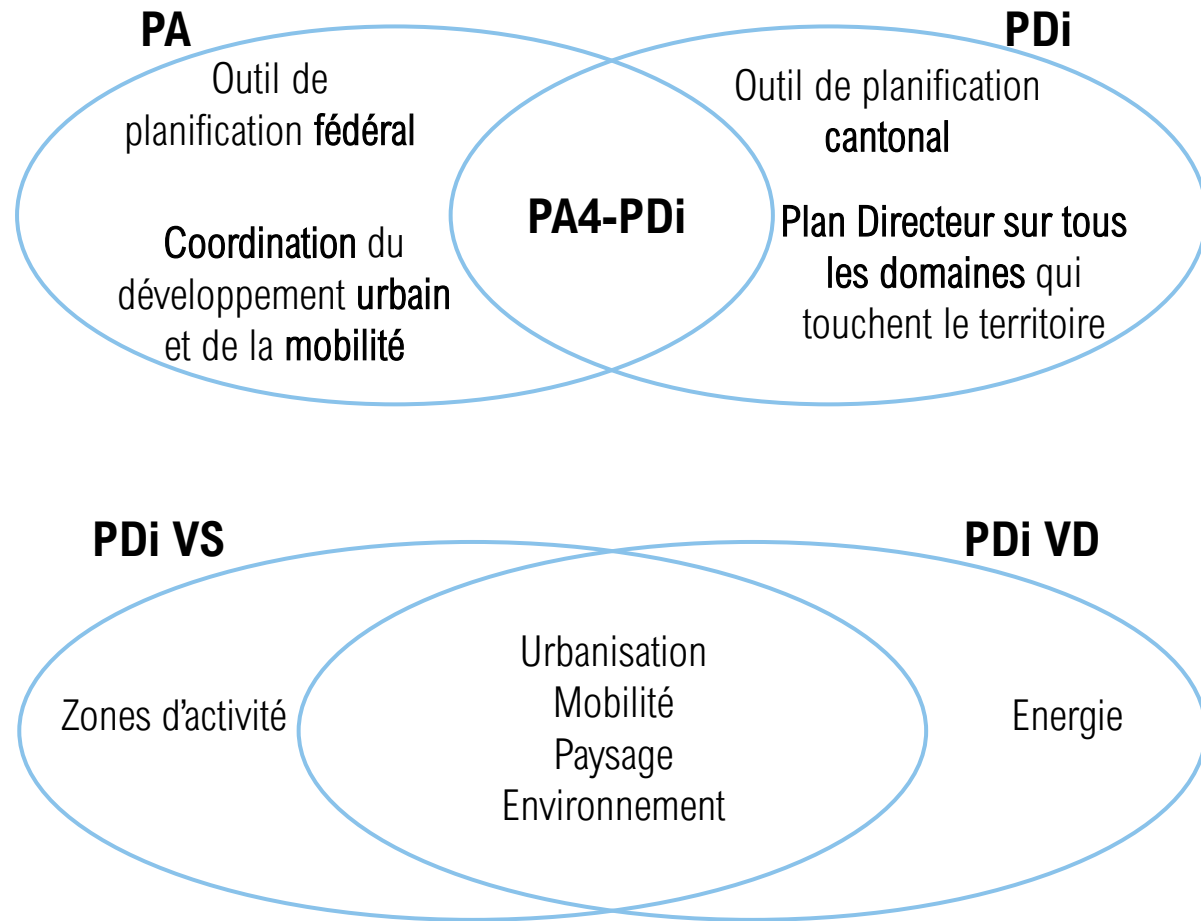 PA
PDi
Outil de
planification fédéral
Coordination du
développement urbain
et de la mobilité
PA4-PDi
Outil de planification
cantonal
Plan Directeur sur tous
les domaines qui
touchent le territoire
PDi VS
PDi VD
Zones d'activité
Urbanisation
Mobilité
Paysage
Environnement
Energie